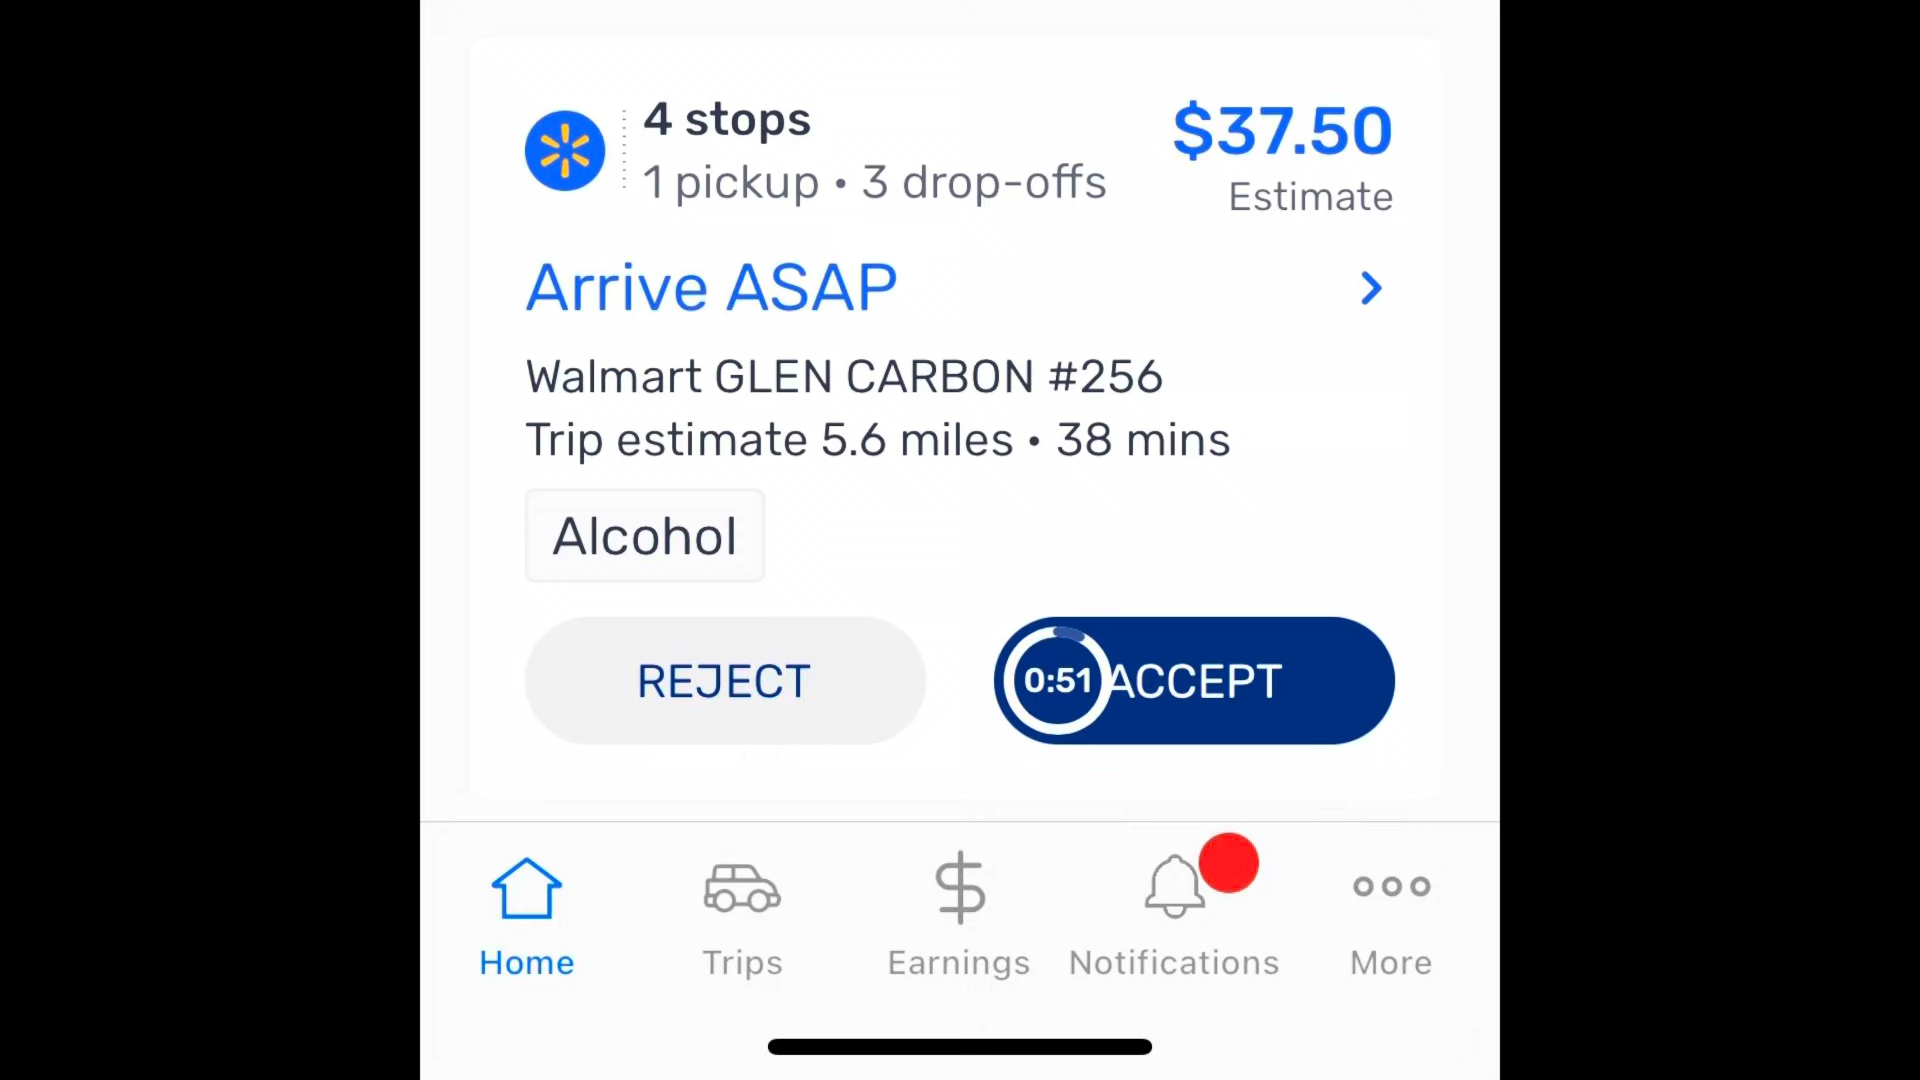 4 stops
$37.50
1 pickup • 3 drop-offs
Estimate
Arrive ASAP
Walmart GLEN CARBON #256
Trip estimate 5.6 miles • 38 mins
Alcohol
REJECT
0:51 ACCEPT
Home
Trips
Earnings
Notifications
More